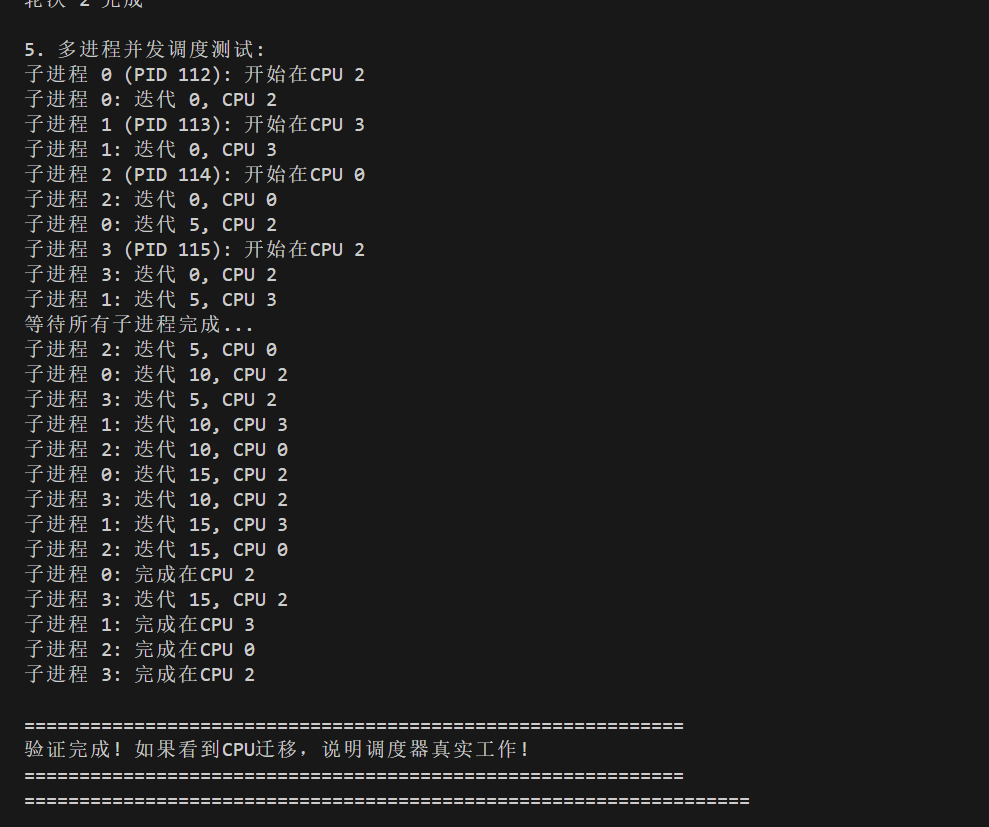 轮次 2 完成
5. 多进程并发调度测试:
子进程 0 (PID 112): 开始在CPU 2
子进程 0: 迭代 0, CPU 2
子进程 1 (PID 113): 开始在CPU 3
子进程 1: 迭代 0, CPU 3
子进程 2 (PID 114): 开始在CPU 0
子进程 2: 迭代 0, CPU 0
子进程 0: 迭代 5, CPU 2
子进程 3 (PID 115): 开始在CPU 2
子进程 3: 迭代 0, CPU 2
子进程 1: 迭代 5, CPU 3
等待所有子进程完成...
子进程 2: 迭代 5, CPU 0
子进程 0: 迭代 10, CPU 2
子进程 3: 迭代 5, CPU 2
子进程 1: 迭代 10, CPU 3
子进程 2: 迭代 10, CPU 0
子进程 0: 迭代 15, CPU 2
子进程 3: 迭代 10, CPU 2
子进程 1: 迭代 15, CPU 3
子进程 2: 迭代 15, CPU 0
子进程 0: 完成在CPU 2
子进程 3: 迭代 15, CPU 2
子进程 1: 完成在CPU 3
子进程 2: 完成在CPU 0
子进程 3: 完成在CPU 2
============================================================
验证完成! 如果看到CPU迁移，说明调度器真实工作!
============================================================
==================================================================